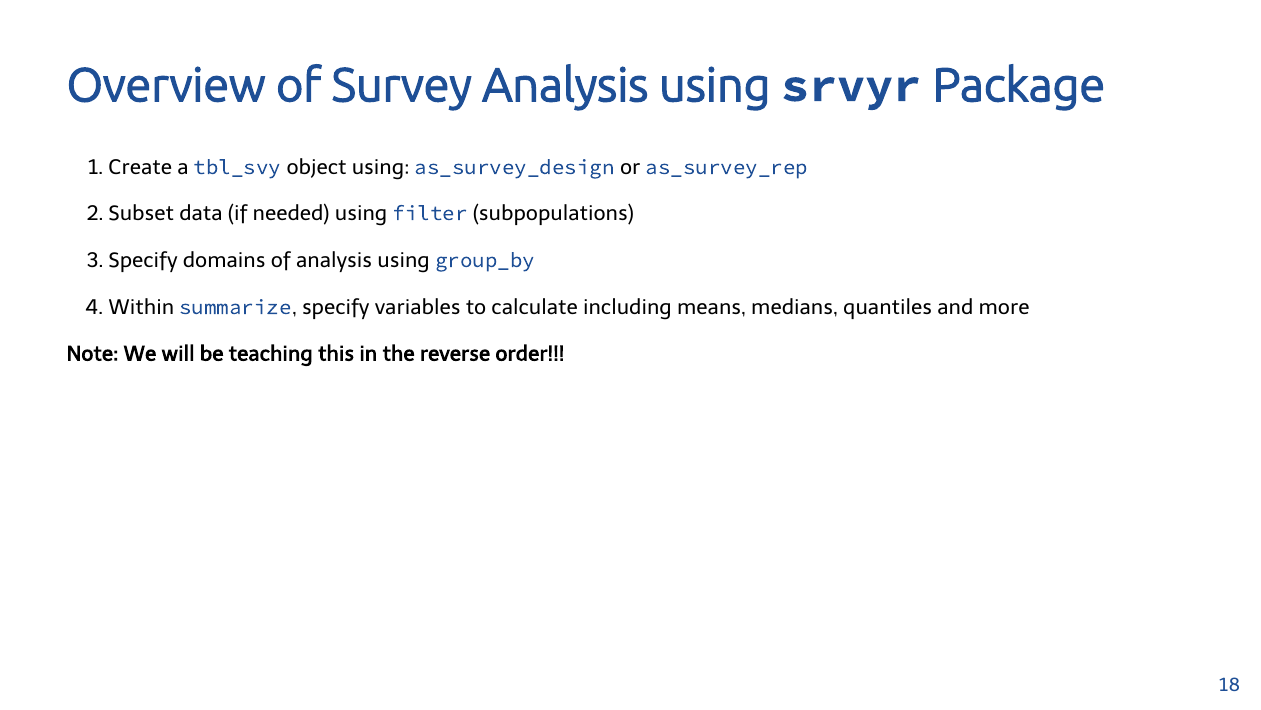 Overview of Survey Analysis using srvyr Package
1. Create a tbl_svy object using: as_survey_design or as_survey_rep
2. Subset data (if needed) using filter (subpopulations)
3. Specify domains of analysis using group_by
4. Within summarize, specify variables to calculate including means, medians, quantiles and more
Note: We will be teaching this in the reverse order!!!
18